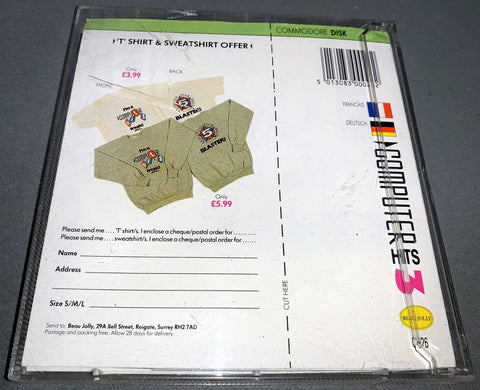 'T' SHIRT & SWEATSHIRT OFFER
Only
£3.99
BACK
FRONT
I'm a
BLASTER!!
I'm a
5
BLASTER!!
Only
£5.99
Please send me .... 'T' shirt/s. I enclose a cheque/postal order for..........
Please send me .... sweatshirt/s. I enclose a cheque/postal order for..........
Name
Address
Size S/M/L
Send to: Beau Jolly, 29A Bell Street, Reigate, Surrey RH2 7AD
Postage and packing free. Allow 28 days for delivery.
CUT HERE
COMMODORE DISK
FRANCAIS
DEUTSCH
COMPUTER
HITS
3
BEAU JOLLY